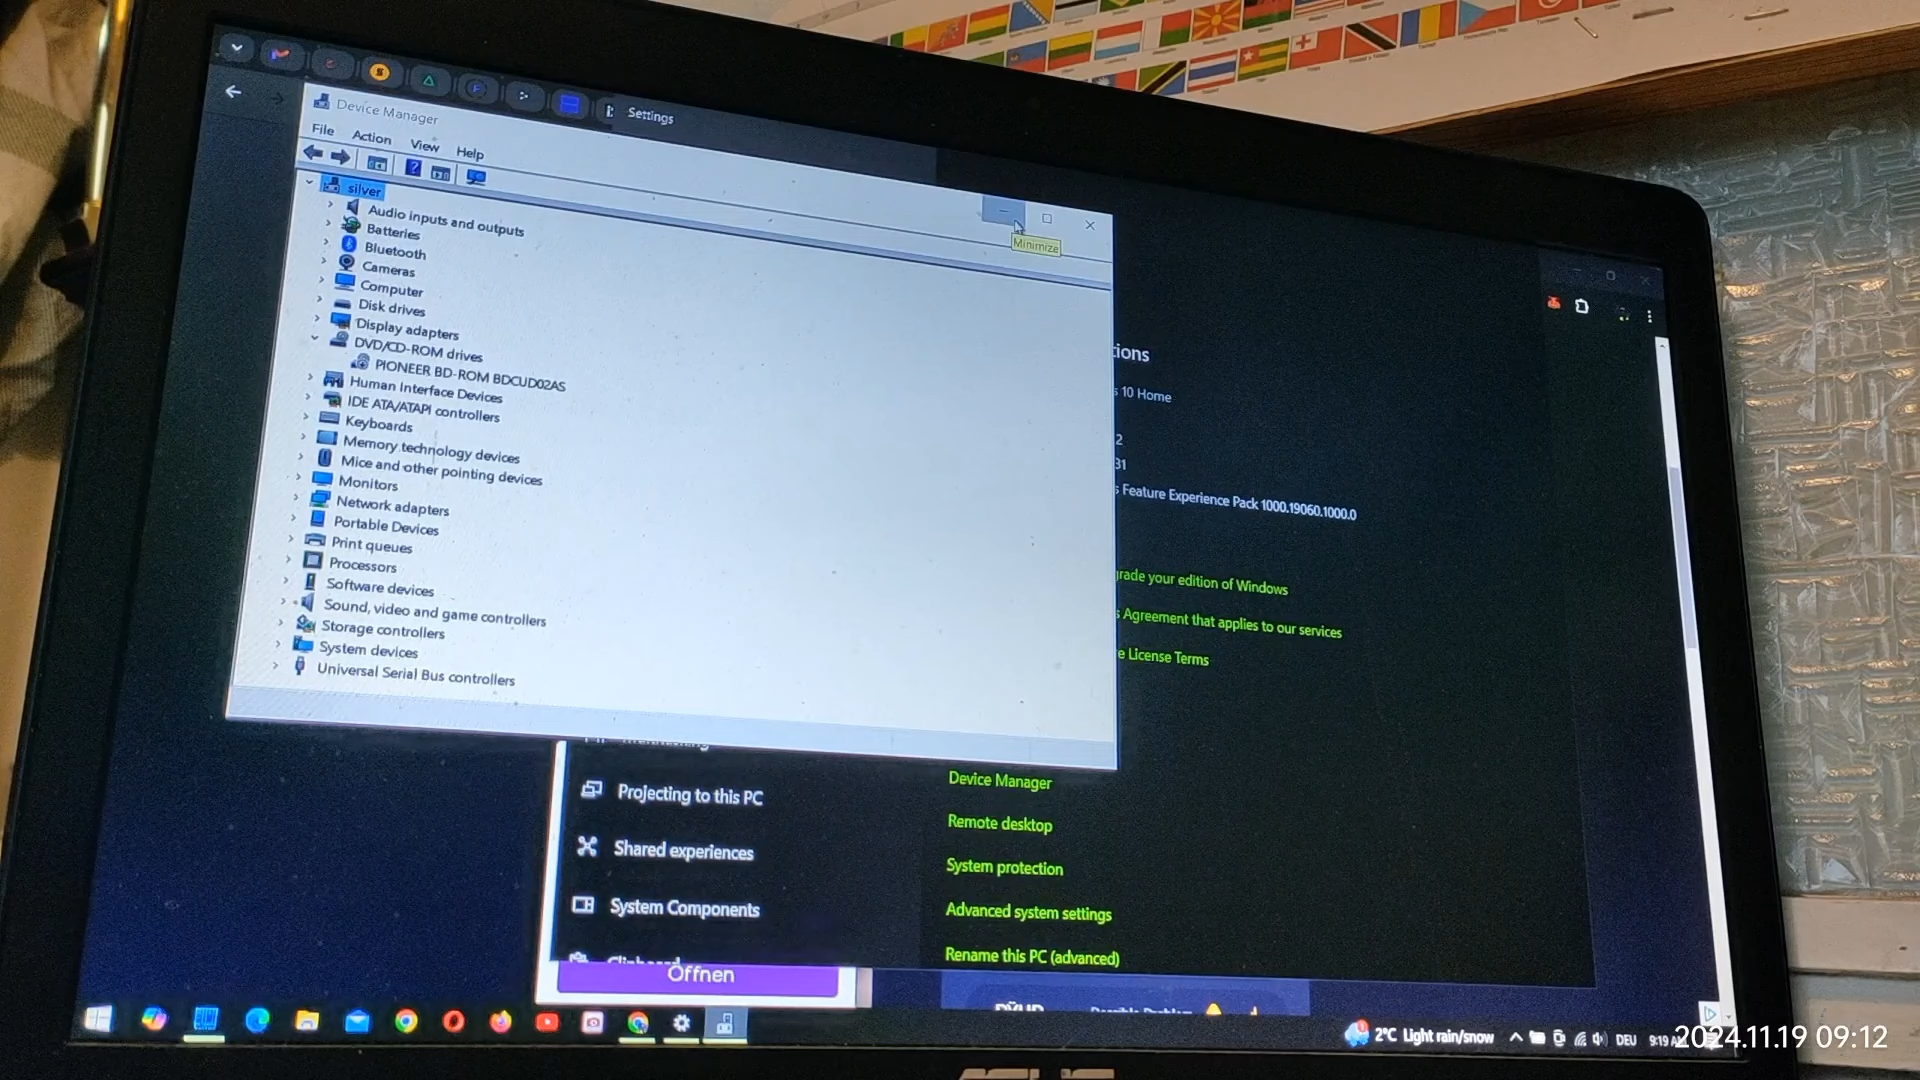 Settings
Device Manager
File Action View Help
silver
Audio inputs and outputs
Batteries
Bluetooth
Cameras
Computer
Disk drives
Display adapters
DVD/CD-ROM drives
PIONEER BD-ROM BDCUD02AS
Human Interface Devices
IDE ATA/ATAPI controllers
Keyboards
Memory technology devices
Mice and other pointing devices
Monitors
Network adapters
Portable Devices
Print queues
Processors
Software devices
Sound, video and game controllers
Storage controllers
System devices
Universal Serial Bus controllers
Minimize
tions
s 10 Home
2
31
s Feature Experience Pack 1000.19060.1000.0
grade your edition of Windows
s Agreement that applies to our services
e License Terms
Projecting to this PC
Shared experiences
System Components
Öffnen
Device Manager
Remote desktop
System protection
Advanced system settings
Rename this PC (advanced)
2°C Light rain/snow
DEU
9:19
2024.11.19 09:12